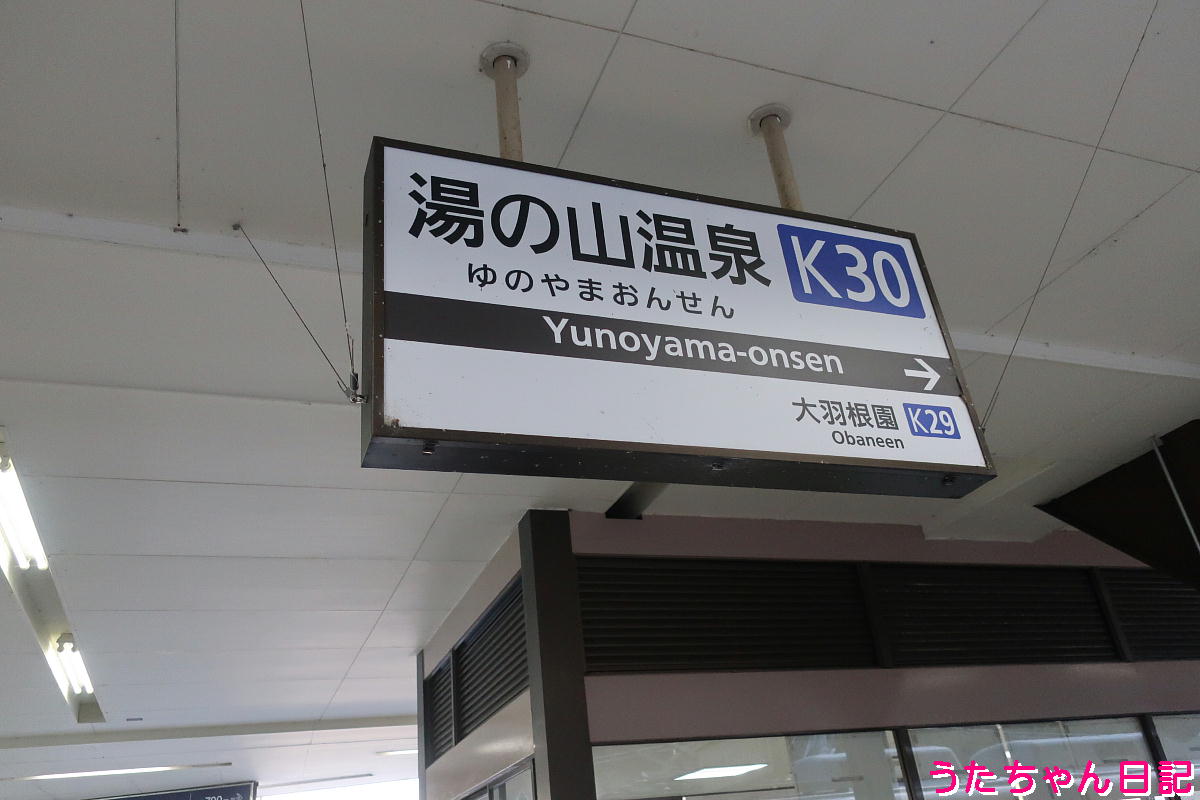 湯の山温泉 K30
ゆのやまおんせん
Yunoyama-onsen →
大羽根園 K29
Obaneen
うたちゃん日記